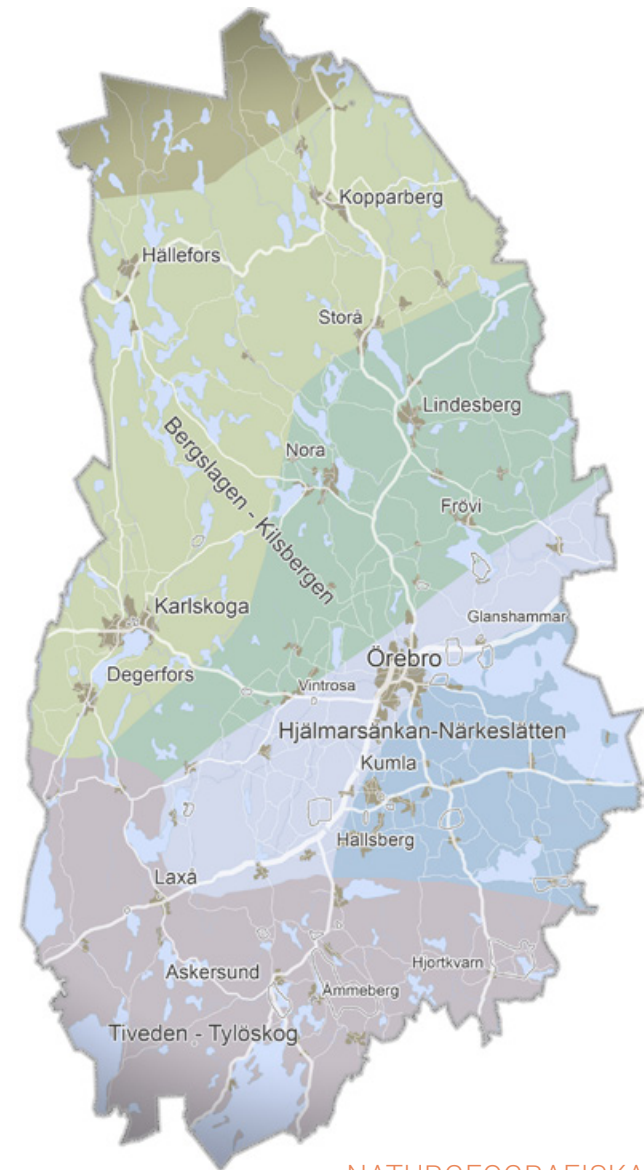 Kopparberg
Hällefors
Storå
Lindesberg
Nora
Bergslagen - Kilsbergen
Frövi
Karlskoga
Glanshammar
Örebro
Degerfors
Vintrosa
Hjälmarsänkan-Närkeslätten
Kumla
Hallsberg
Laxå
Askersund
Hjortkvarn
Åmmeberg
Tiveden - Tylöskog